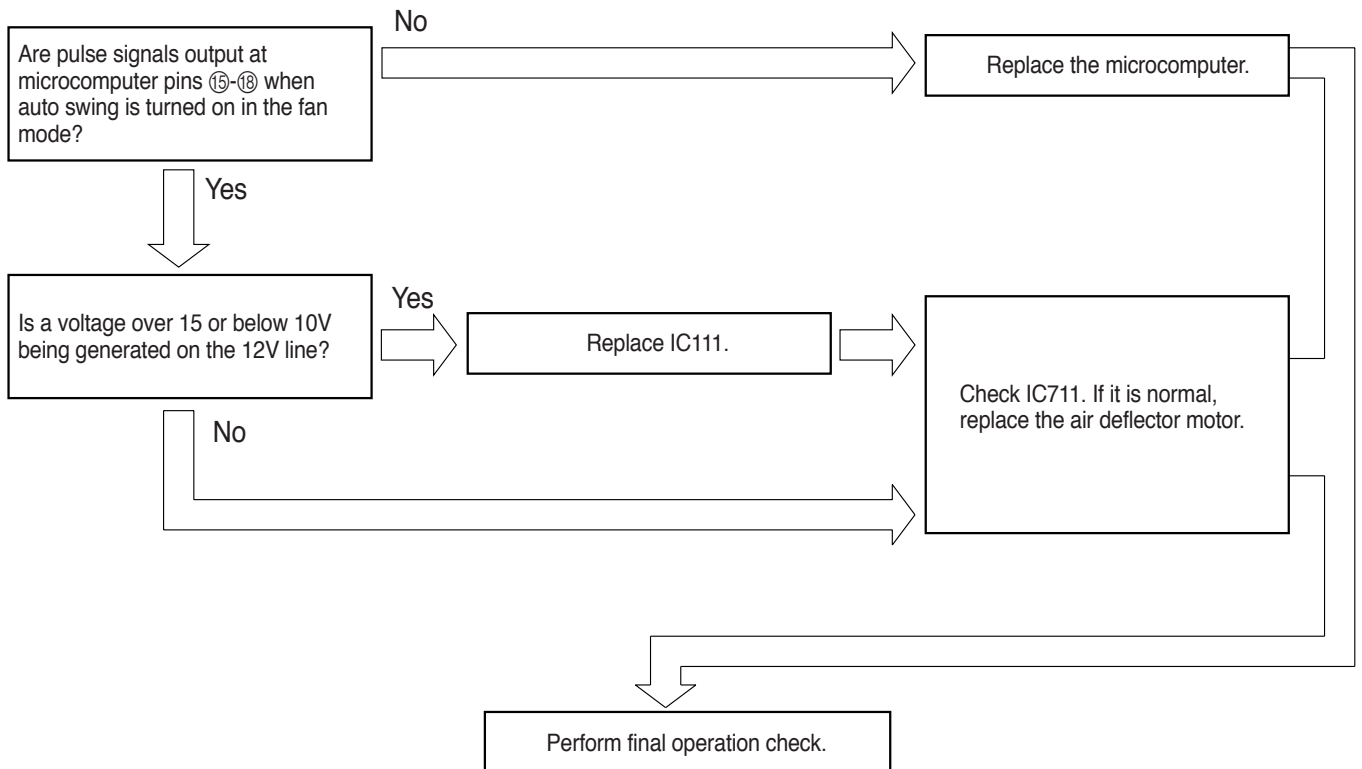 No
Are pulse signals output at
microcomputer pins ⑮-⑱ when
auto swing is turned on in the fan
mode?
Replace the microcomputer.
Yes
Is a voltage over 15 or below 10V
being generated on the 12V line?
Yes
Replace IC111.
Check IC711. If it is normal,
replace the air deflector motor.
No
Perform final operation check.